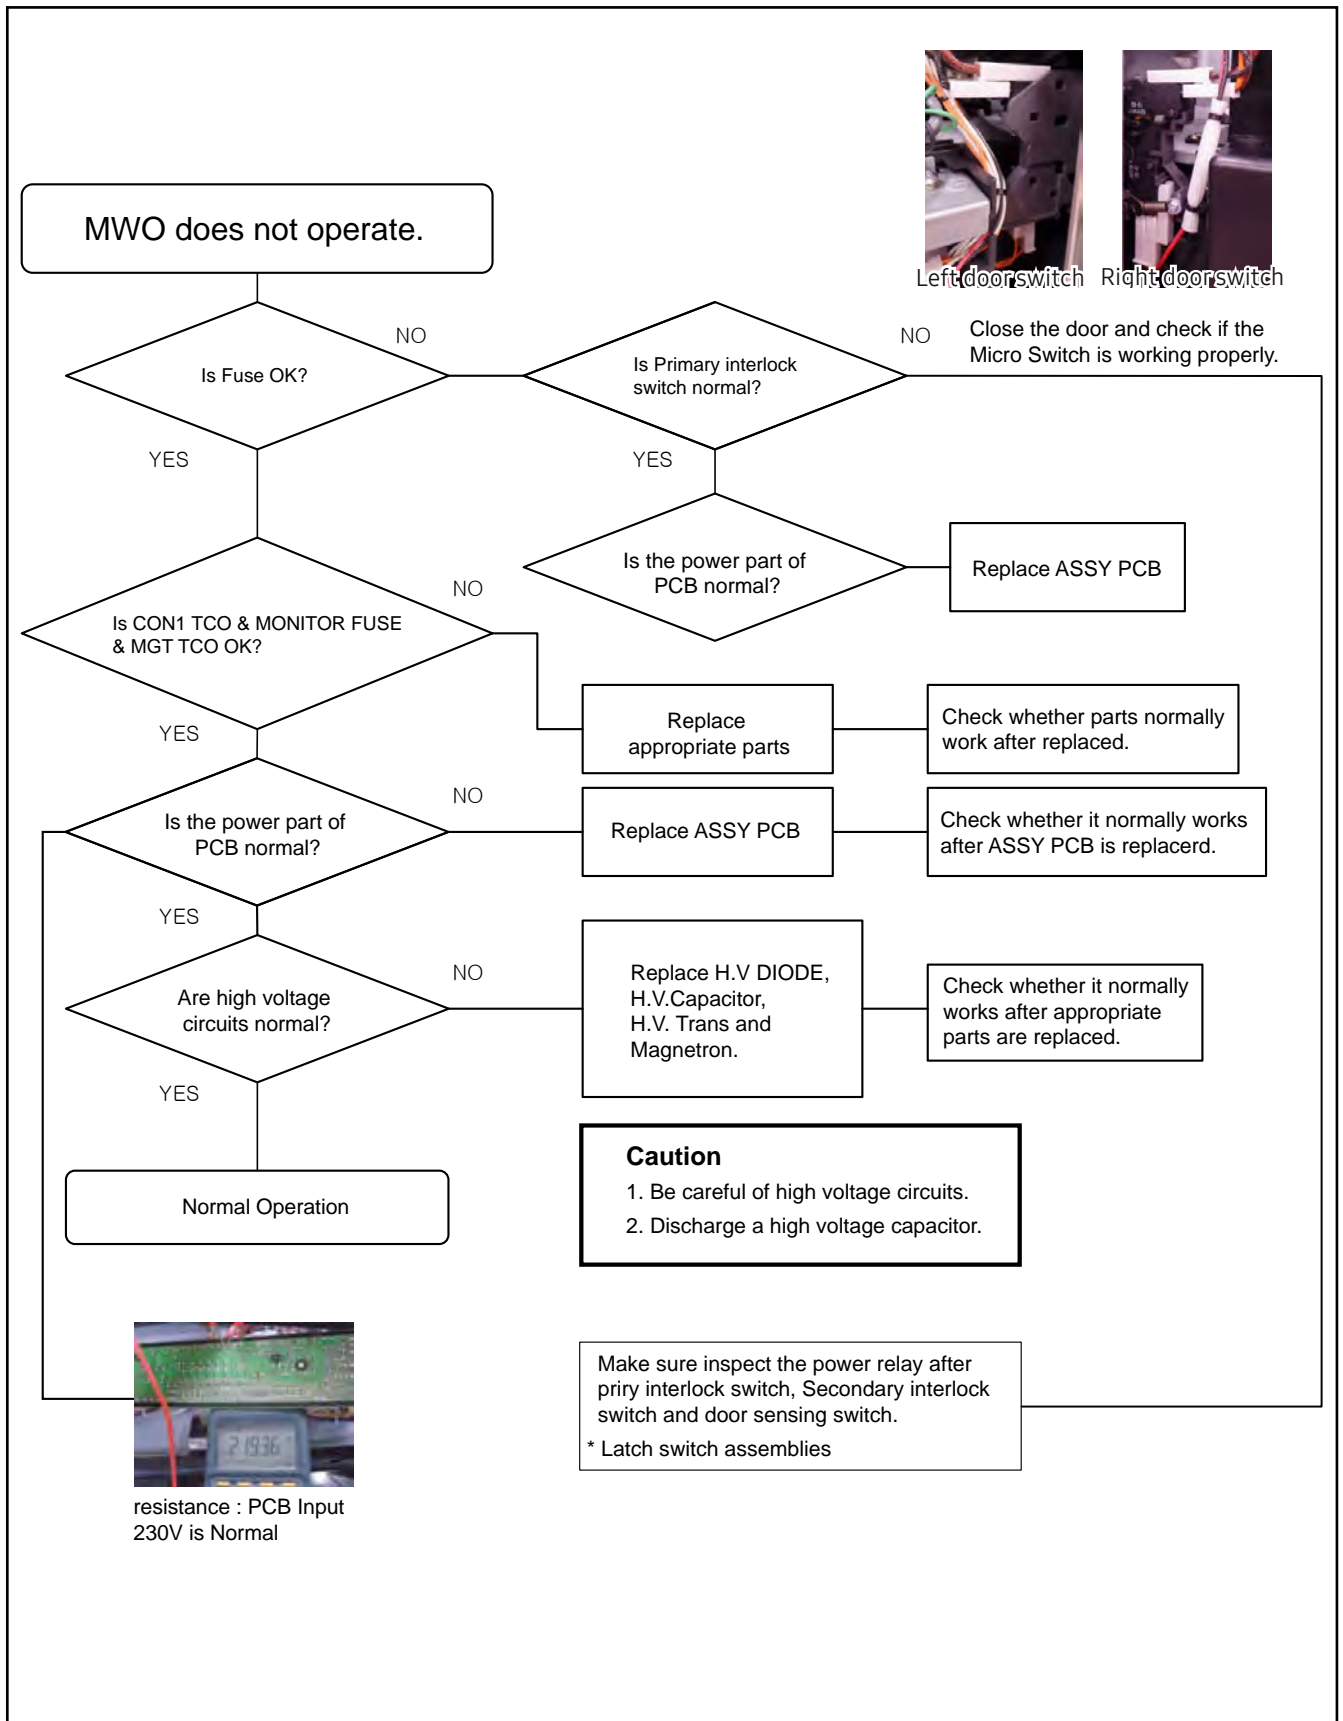 Left door switch
Right door switch
MWO does not operate.
NO
NO
Close the door and check if the
Micro Switch is working properly.
Is Fuse OK?
Is Primary interlock
switch normal?
YES
YES
Is the power part of
PCB normal?
Replace ASSY PCB
NO
Is CON1 TCO & MONITOR FUSE
& MGT TCO OK?
YES
Replace
appropriate parts
Check whether parts normally
work after replaced.
NO
Is the power part of
PCB normal?
Replace ASSY PCB
Check whether it normally works
after ASSY PCB is replacerd.
YES
NO
Are high voltage
circuits normal?
Replace H.V DIODE,
H.V.Capacitor,
H.V. Trans and
Magnetron.
Check whether it normally
works after appropriate
parts are replaced.
YES
Normal Operation
Caution
1. Be careful of high voltage circuits.
2. Discharge a high voltage capacitor.
Make sure inspect the power relay after
priry interlock switch, Secondary interlock
switch and door sensing switch.
* Latch switch assemblies
resistance : PCB Input
230V is Normal